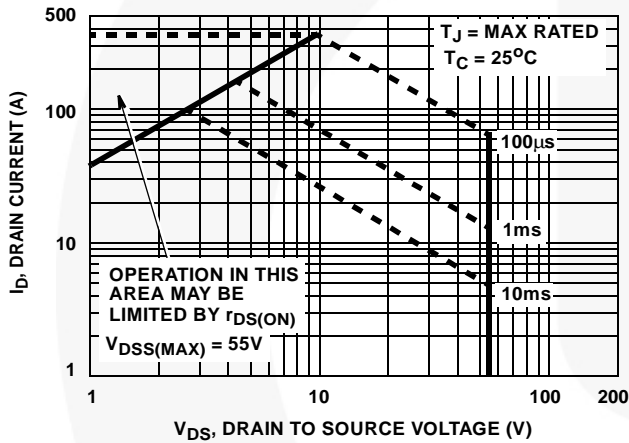 500
100
10
1
I_D, DRAIN CURRENT (A)
T_J = MAX RATED
T_C = 25°C
100µs
1ms
10ms
OPERATION IN THIS
AREA MAY BE
LIMITED BY r_DS(ON)
V_DSS(MAX) = 55V
1
10
100
200
V_DS, DRAIN TO SOURCE VOLTAGE (V)